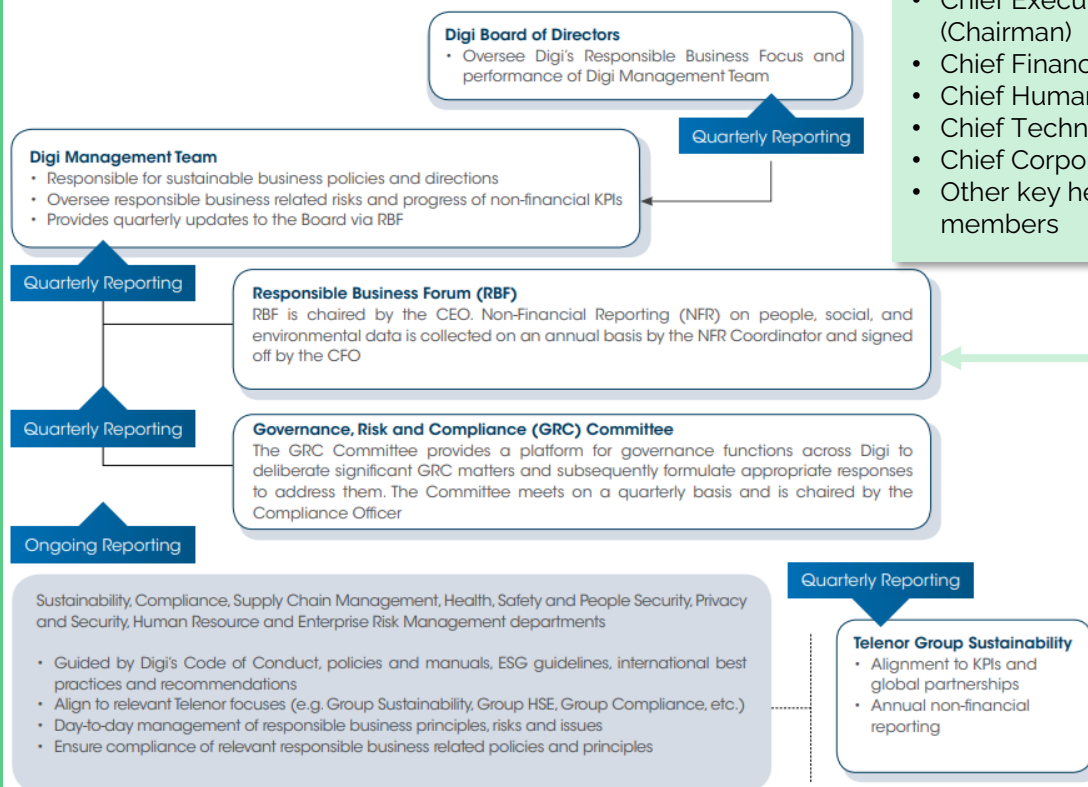 Digi Board of Directors
• Oversee Digi's Responsible Business Focus and
performance of Digi Management Team
(Chairman)
• Chief
• Chief
• Chief
• Chief
• Other key
members
Quarterly Reporting
Digi Management Team
• Responsible for sustainable business policies and directions
• Oversee responsible business related risks and progress of non-financial KPIs
• Provides quarterly updates to the Board via RBF
Quarterly Reporting
Responsible Business Forum (RBF)
RBF is chaired by the CEO. Non-Financial Reporting (NFR) on people, social, and
environmental data is collected on an annual basis by the NFR Coordinator and signed
off by the CFO
Quarterly Reporting
Governance, Risk and Compliance (GRC) Committee
The GRC Committee provides a platform for governance functions across Digi to
deliberate significant GRC matters and subsequently formulate appropriate responses
to address them. The Committee meets on a quarterly basis and is chaired by the
Compliance Officer
Ongoing Reporting
Sustainability, Compliance, Supply Chain Management, Health, Safety and People Security, Privacy
and Security, Human Resource and Enterprise Risk Management departments
• Guided by Digi's Code of Conduct, policies and manuals, ESG guidelines, international best
practices and recommendations
• Align to relevant Telenor focuses (e.g. Group Sustainability, Group HSE, Group Compliance, etc.)
• Day-to-day management of responsible business principles, risks and issues
• Ensure compliance of relevant responsible business related policies and principles
Quarterly Reporting
Telenor Group Sustainability
• Alignment to KPIs and
global partnerships
• Annual non-financial
reporting